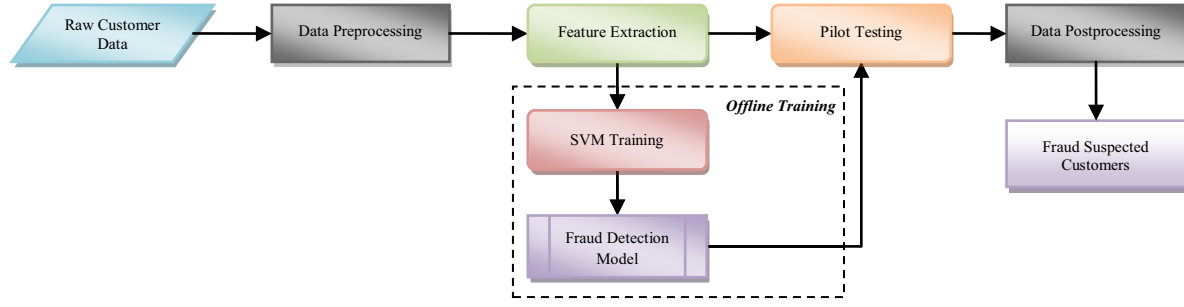 Raw Customer
Data
Data Preprocessing
Feature Extraction
Pilot Testing
Data Postprocessing
Offline Training
SVM Training
Fraud Suspected
Customers
Fraud Detection
Model